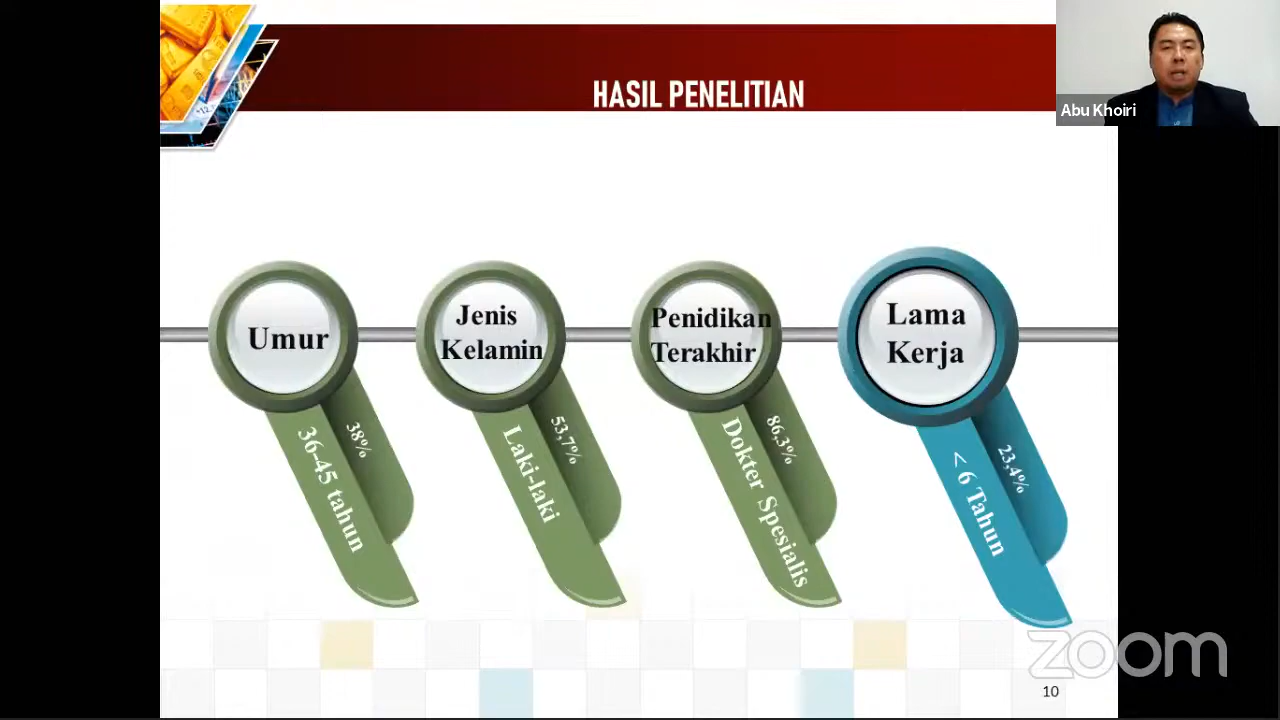 HASIL PENELITIAN
Abu Khoiri
Umur
36-45 tahun
38%
Jenis
Kelamin
Laki-laki
53,7%
Penidikan
Terakhir
Dokter Spesialis
86,3%
Lama
Kerja
< 6 Tahun
23,4%
zoom
10